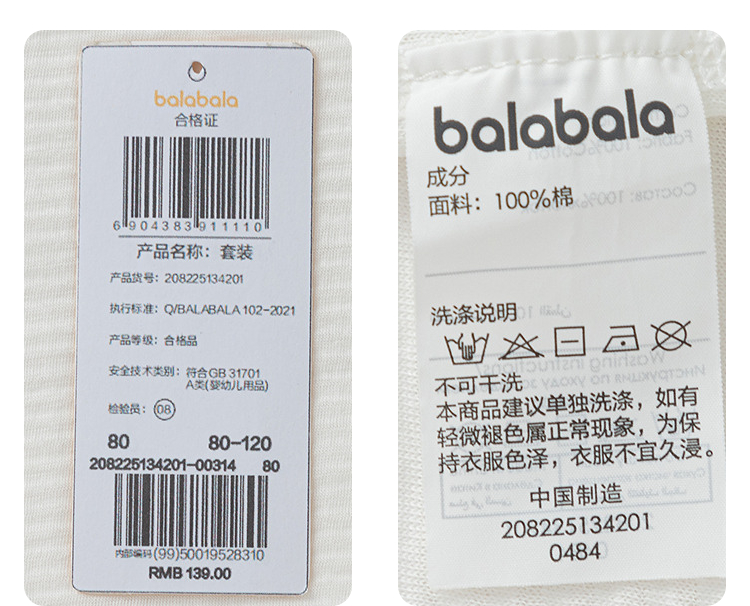 balabala
合格证
6904383911110
产品名称：套装
产品货号：208225134201
执行标准：Q/BALABALA 102-2021
产品等级：合格品
安全技术类别：符合GB 31701
A类(婴幼儿用品)
检验员：08
80 80-120
208225134201-00314 80
内部编码(99)50019528310
RMB 139.00
balabala
成分
面料：100%棉
洗涤说明
不可干洗
本商品建议单独洗涤，如有
轻微褪色属正常现象，为保
持衣服色泽，衣服不宜久浸。
中国制造
208225134201
0484